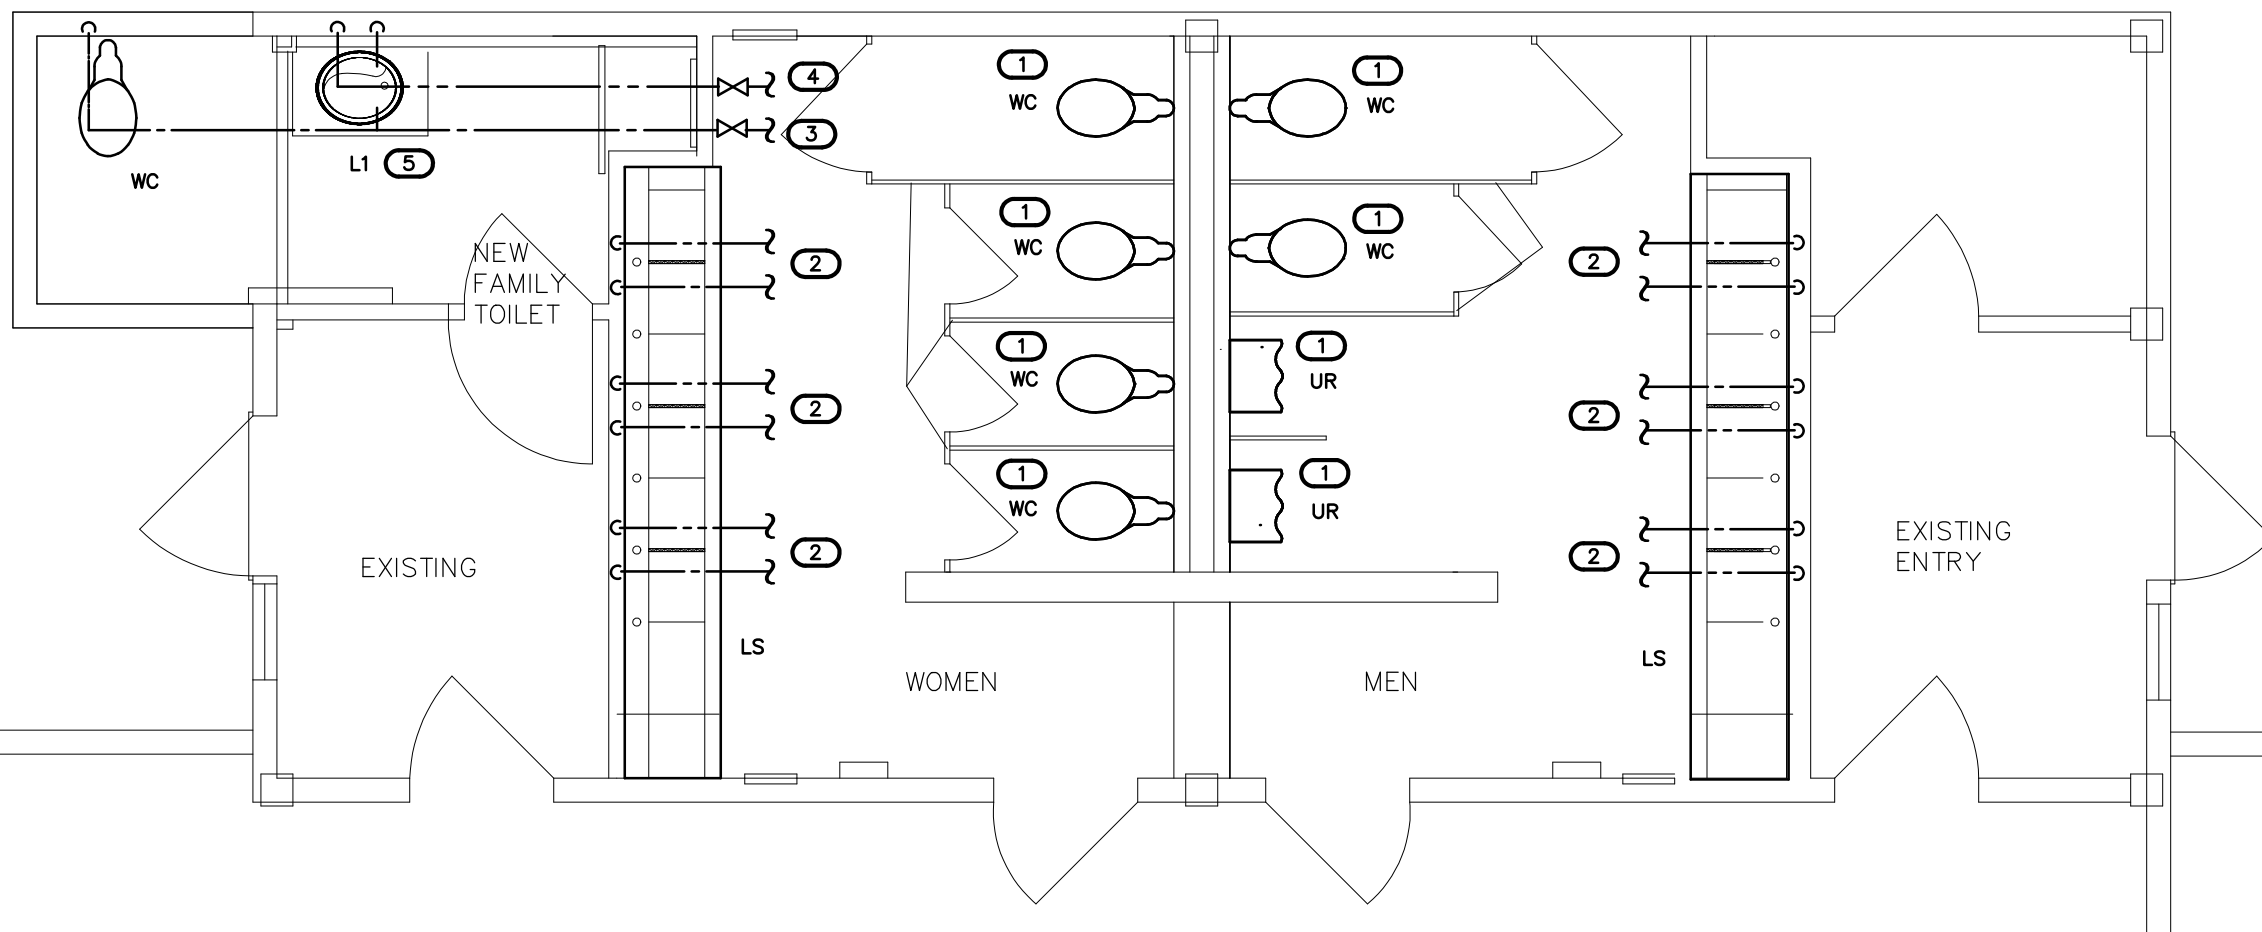 4
3
L1 5
WC
NEW
FAMILY
TOILET
EXISTING
2
2
2
LS
WOMEN
1
WC
1
WC
1
WC
1
WC
1
WC
1
WC
1
UR
1
UR
MEN
2
2
2
LS
EXISTING
ENTRY